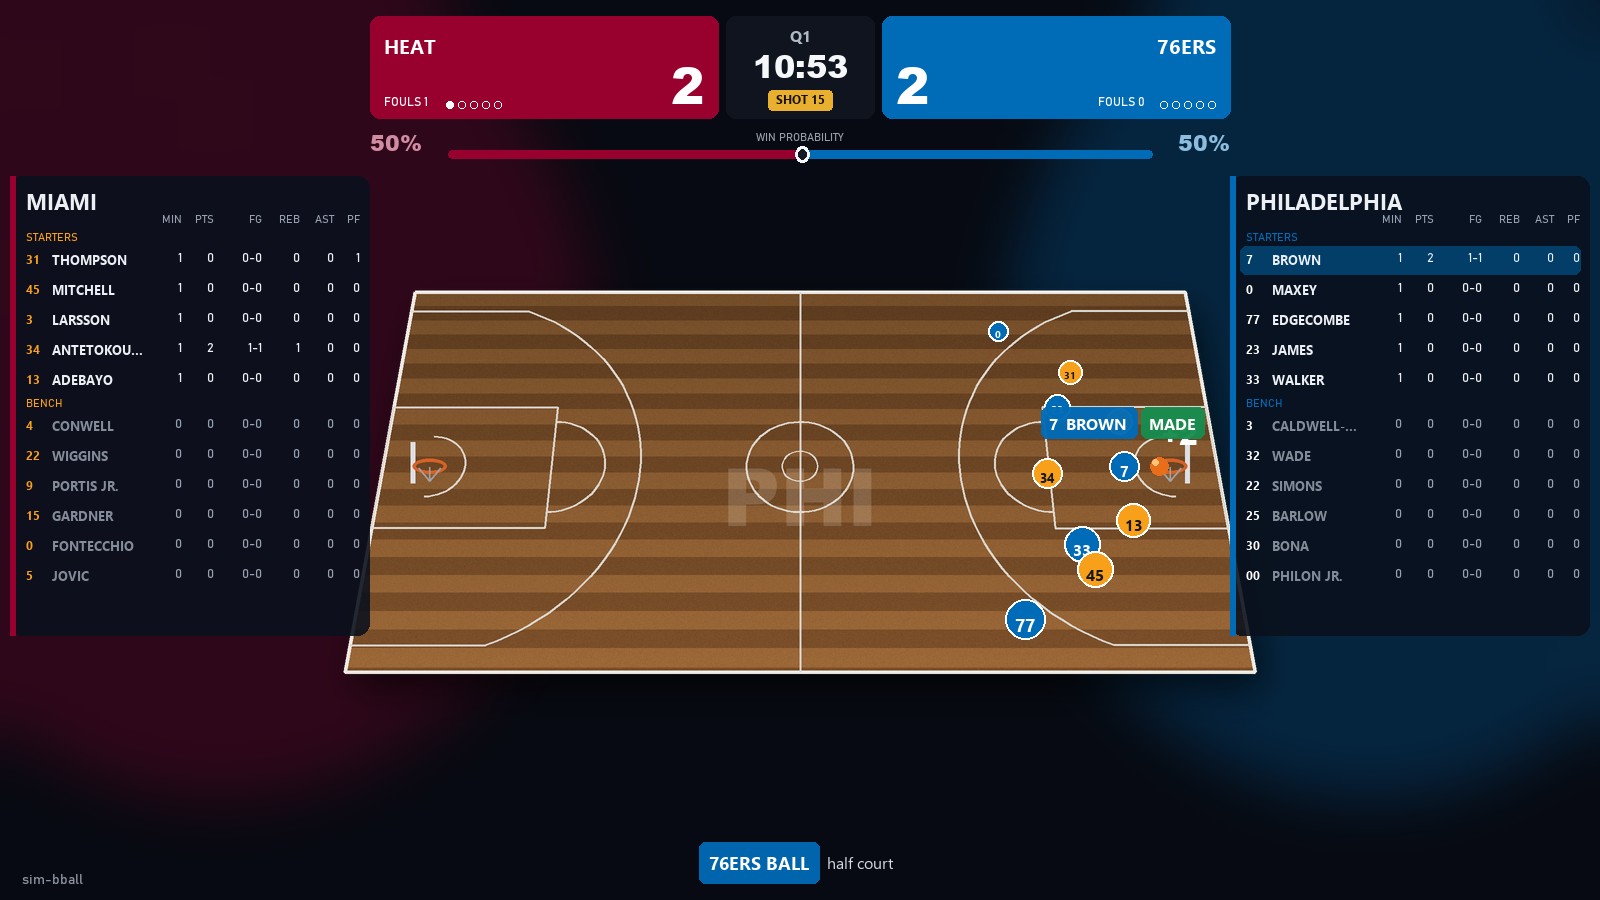 HEAT
2
FOULS 1
Q1
10:53
SHOT 15
76ERS
2
FOULS 0
50%
WIN PROBABILITY
50%
MIAMI
MIN PTS FG REB AST PF
STARTERS
31 THOMPSON 1 0 0-0 0 0 1
45 MITCHELL 1 0 0-0 0 0 0
3 LARSSON 1 0 0-0 0 0 0
34 ANTETOKOU... 1 2 1-1 1 0 0
13 ADEBAYO 1 0 0-0 0 0 0
BENCH
4 CONWELL 0 0 0-0 0 0 0
22 WIGGINS 0 0 0-0 0 0 0
9 PORTIS JR. 0 0 0-0 0 0 0
15 GARDNER 0 0 0-0 0 0 0
0 FONTECCHIO 0 0 0-0 0 0 0
5 JOVIC 0 0 0-0 0 0 0
PHILADELPHIA
MIN PTS FG REB AST PF
STARTERS
7 BROWN 1 2 1-1 0 0 0
0 MAXEY 1 0 0-0 0 0 0
77 EDGECOMBE 1 0 0-0 0 0 0
23 JAMES 1 0 0-0 0 0 0
33 WALKER 1 0 0-0 0 0 0
BENCH
3 CALDWELL-... 0 0 0-0 0 0 0
32 WADE 0 0 0-0 0 0 0
22 SIMONS 0 0 0-0 0 0 0
25 BARLOW 0 0 0-0 0 0 0
30 BONA 0 0 0-0 0 0 0
00 PHILON JR. 0 0 0-0 0 0 0
0
31
7 BROWN MADE
34
7
13
33
45
77
PHI
76ERS BALL half court
sim-bball